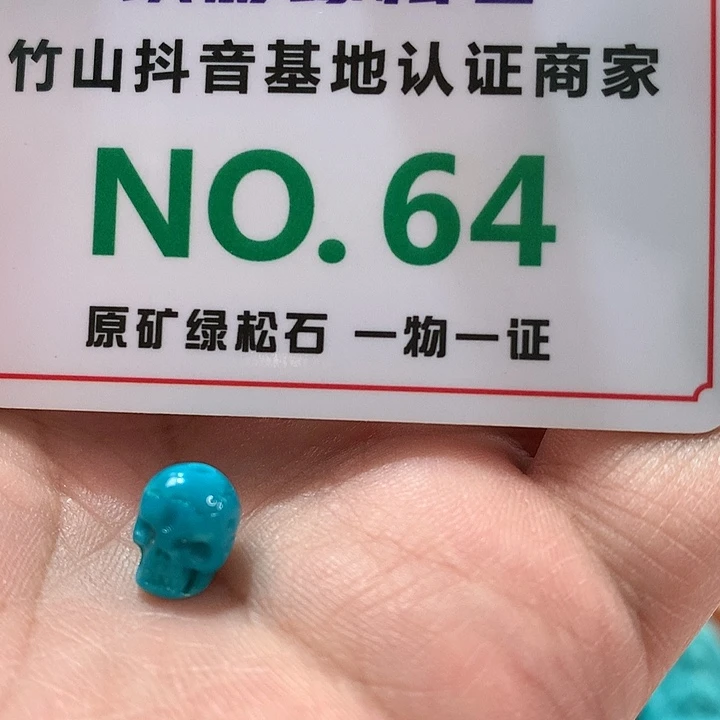 竹山抖音基地认证商家
NO. 64
原矿绿松石 一物一证